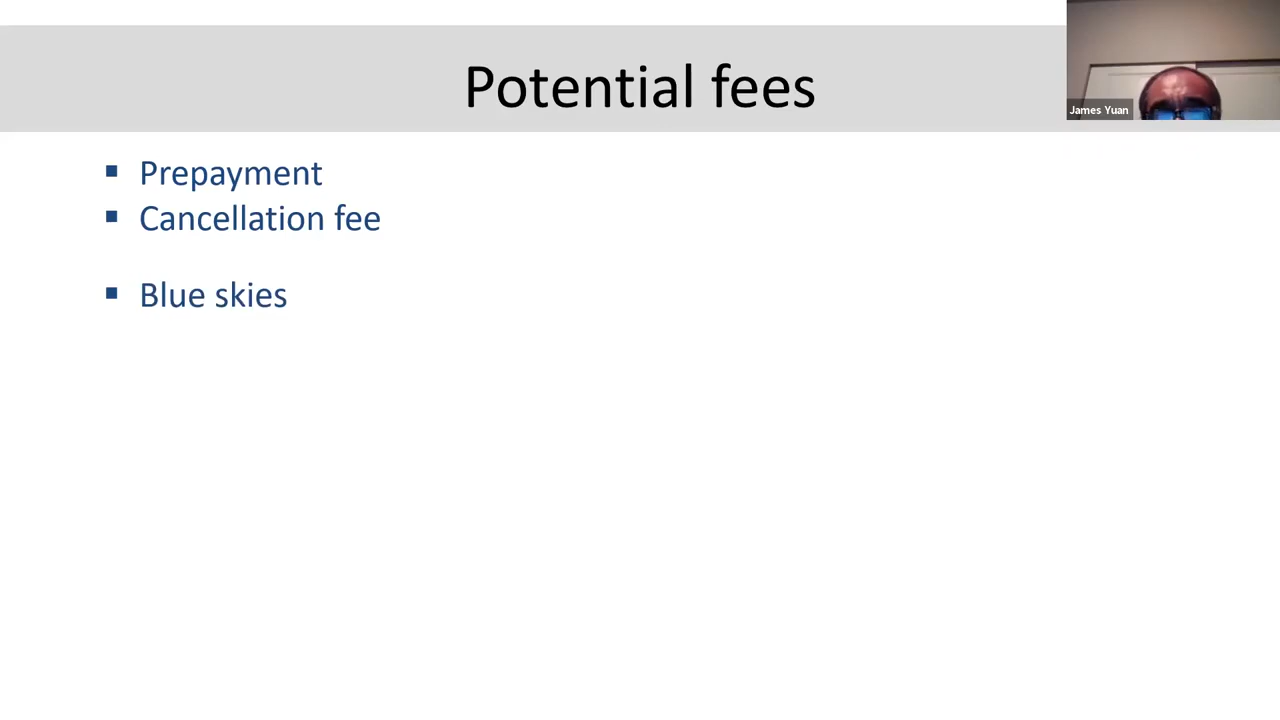 Potential fees
James Yuan
▪ Prepayment
▪ Cancellation fee
▪ Blue skies